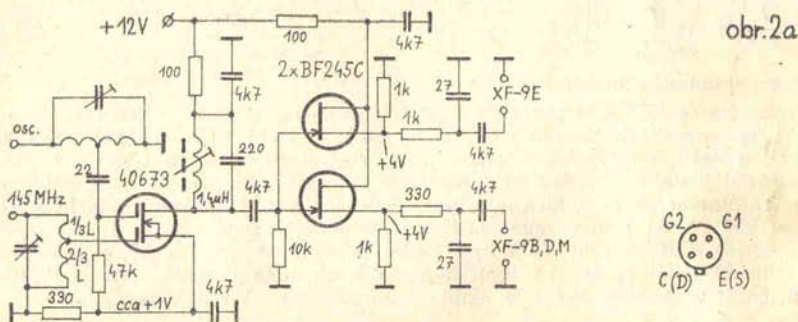 obr.2a
+12V
100
4k7
100
4k7
2xBF245C
1k
27
XF-9E
osc.
1k
4k7
+4V
22
40673
220
1,4µH
4k7
145MHz
1/3L
2/3
L
47k
10k
330
4k7
+4V
1k
27
XF-9B,D,M
330
cca+1V
4k7
G2 G1
C(D) E(S)